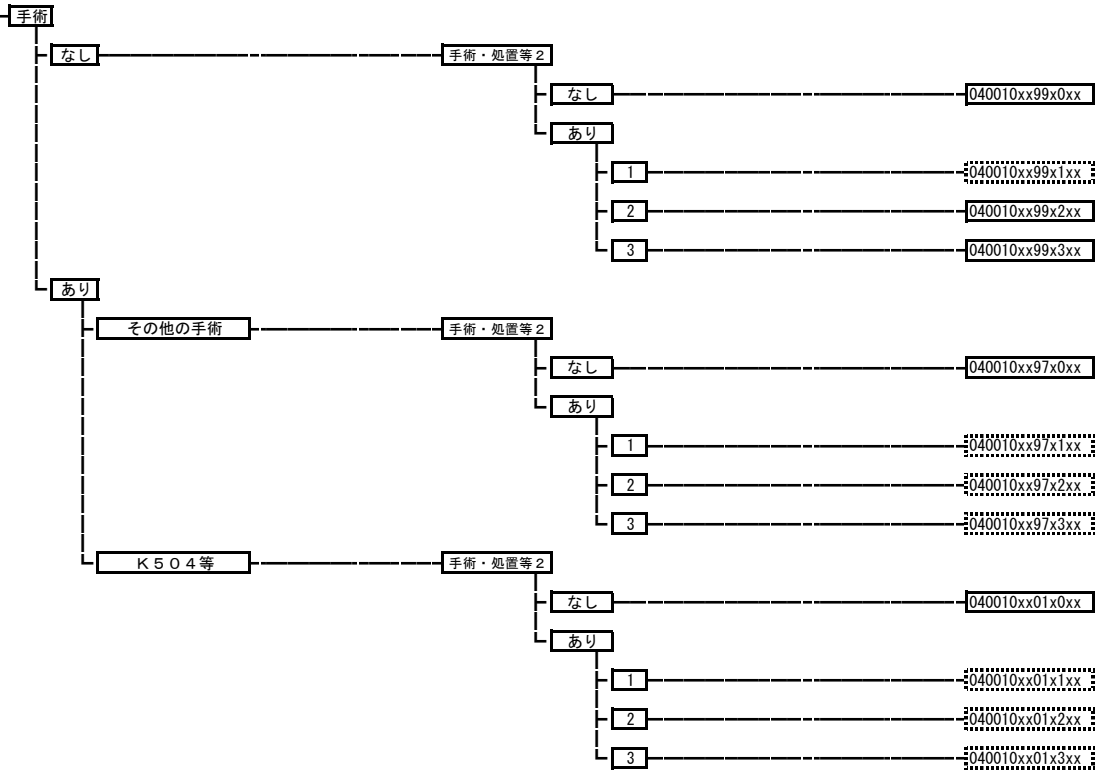 手術
なし 手術・処置等２
なし 040010xx99x0xx
あり
1 040010xx99x1xx
2 040010xx99x2xx
3 040010xx99x3xx
あり
その他の手術 手術・処置等２
なし 040010xx97x0xx
あり
1 040010xx97x1xx
2 040010xx97x2xx
3 040010xx97x3xx
Ｋ５０４等 手術・処置等２
なし 040010xx01x0xx
あり
1 040010xx01x1xx
2 040010xx01x2xx
3 040010xx01x3xx